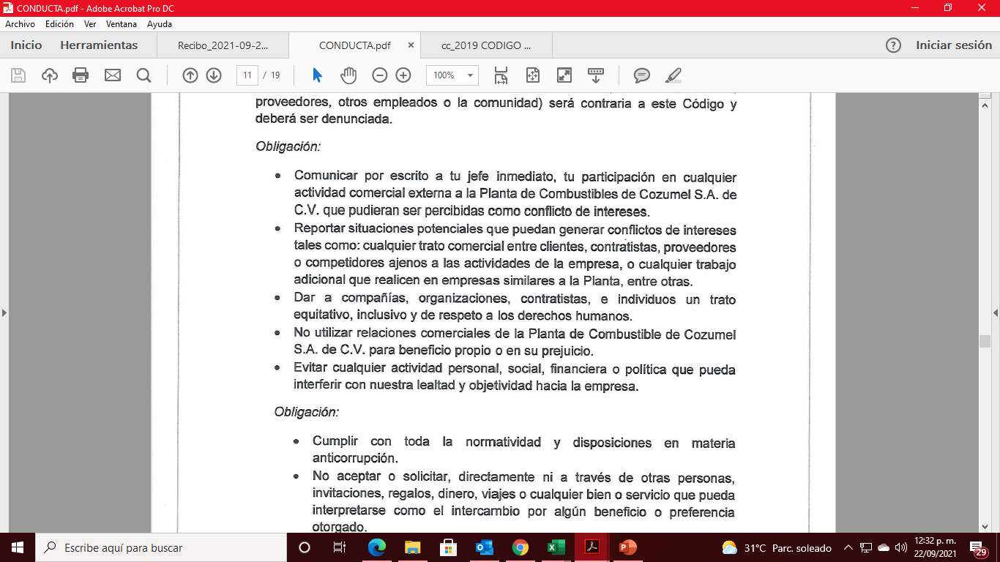 CONDUCTA.pdf - Adobe Acrobat Pro DC
Archivo Edición Ver Ventana Ayuda
Inicio Herramientas Recibo_2021-09-2... CONDUCTA.pdf × cc_2019 CODIGO ... Iniciar sesión
11 / 19 100%
proveedores, otros empleados o la comunidad) será contraria a este Código y
deberá ser denunciada.
Obligación:
• Comunicar por escrito a tu jefe inmediato, tu participación en cualquier
actividad comercial externa a la Planta de Combustibles de Cozumel S.A. de
C.V. que pudieran ser percibidas como conflicto de intereses.
• Reportar situaciones potenciales que puedan generar conflictos de intereses
tales como: cualquier trato comercial entre clientes, contratistas, proveedores
o competidores ajenos a las actividades de la empresa, o cualquier trabajo
adicional que realicen en empresas similares a la Planta, entre otras.
• Dar a compañías, organizaciones, contratistas, e individuos un trato
equitativo, inclusivo y de respeto a los derechos humanos.
• No utilizar relaciones comerciales de la Planta de Combustible de Cozumel
S.A. de C.V. para beneficio propio o en su prejuicio.
• Evitar cualquier actividad personal, social, financiera o política que pueda
interferir con nuestra lealtad y objetividad hacia la empresa.
Obligación:
• Cumplir con toda la normatividad y disposiciones en materia
anticorrupción.
• No aceptar o solicitar, directamente ni a través de otras personas,
invitaciones, regalos, dinero, viajes o cualquier bien o servicio que pueda
interpretarse como el intercambio por algún beneficio o preferencia
otorgado.
Escribe aquí para buscar
31°C Parc. soleado
12:32 p. m.
22/09/2021
29